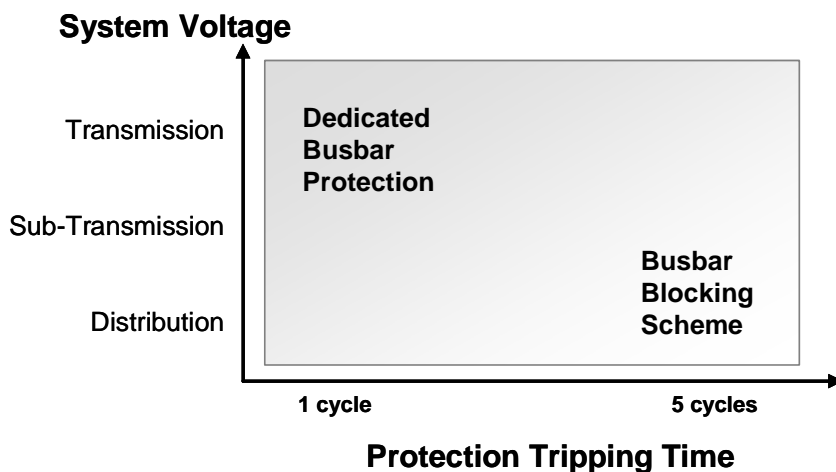 System Voltage
Transmission
Sub-Transmission
Distribution
Dedicated
Busbar
Protection
Busbar
Blocking
Scheme
1 cycle
5 cycles
Protection Tripping Time